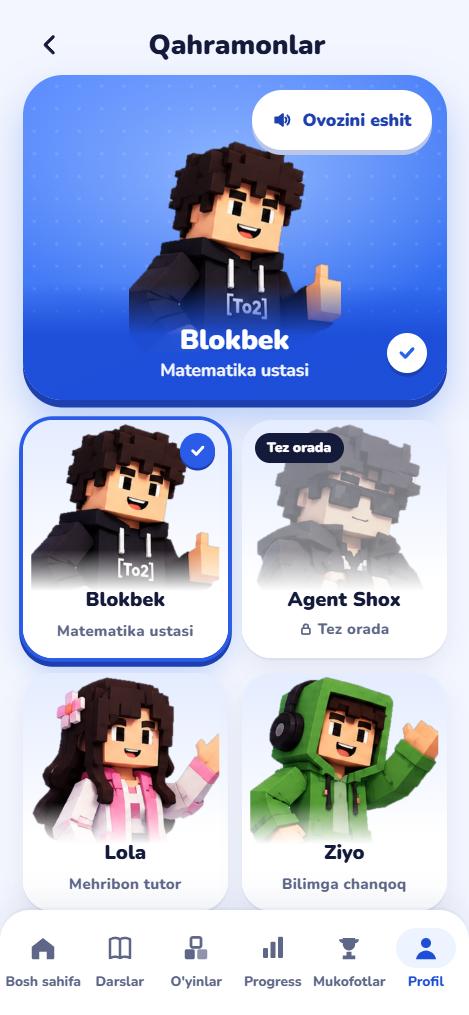 Qahramonlar
Ovozini eshit
[To2]
Blokbek
Matematika ustasi
Tez orada
[To2]
Blokbek
Agent Shox
Matematika ustasi
Tez orada
Lola
Ziyo
Mehribon tutor
Bilimga chanqoq
Bosh sahifa
Darslar
O'yinlar
Progress
Mukofotlar
Profil